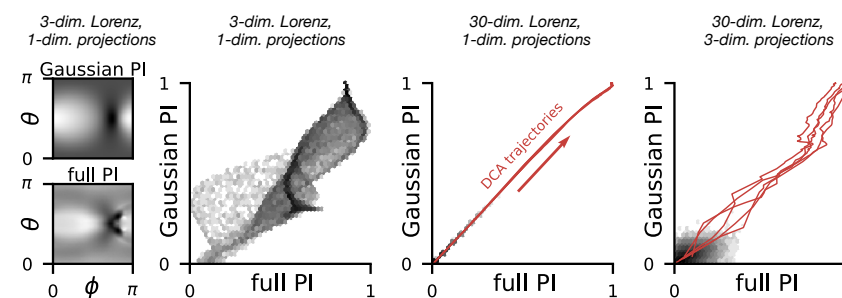 3-dim. Lorenz,
1-dim. projections
Gaussian PI
π
θ
0
full PI
π
θ
0
0
ϕ
π
3-dim. Lorenz,
1-dim. projections
1
Gaussian PI
0
0
full PI
1
30-dim. Lorenz,
1-dim. projections
1
Gaussian PI
DCA trajectories
0
0
full PI
1
30-dim. Lorenz,
3-dim. projections
1
Gaussian PI
0
0
full PI